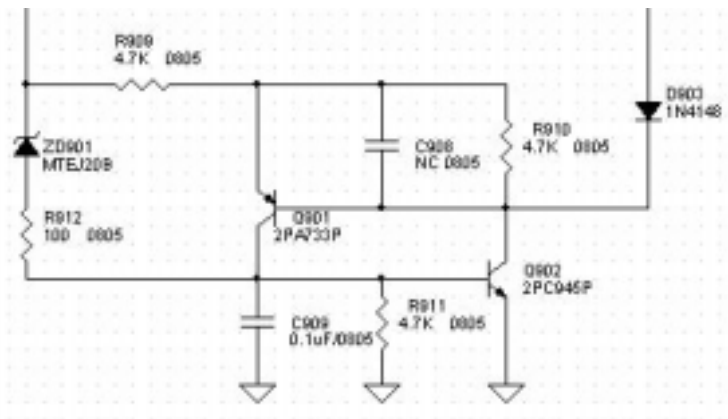 R909
4.7K 0805
D903
1N4148
ZD901
MTEJ20B
C908
NC 0805
R910
4.7K 0805
R912
100 0805
Q901
2PA733P
Q902
2PC945P
C909
0.1uF/0805
R911
4.7K 0805